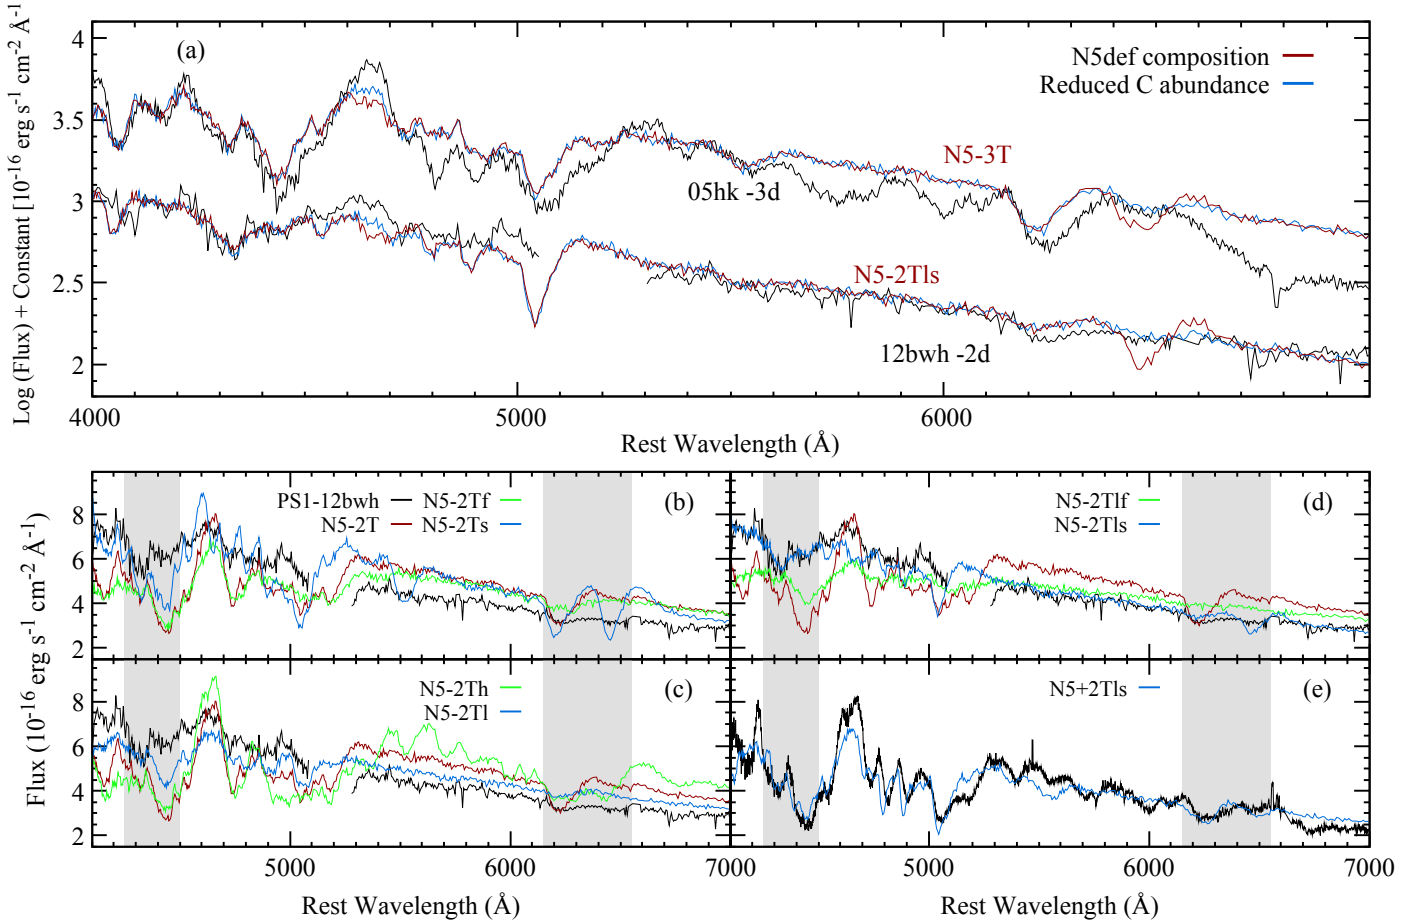 Log (Flux) + Constant [10⁻¹⁶ erg s⁻¹ cm⁻² Å⁻¹]
4
3.5
3
2.5
2
(a)
N5def composition
Reduced C abundance
N5-3T
05hk -3d
N5-2Tls
12bwh -2d
4000
5000
6000
Rest Wavelength (Å)
Flux (10⁻¹⁶ erg s⁻¹ cm⁻² Å⁻¹)
8
6
4
2
PS1-12bwh
N5-2Tf
N5-2T
N5-2Ts
(b)
N5-2Tlf
N5-2Tls
(d)
8
6
4
2
N5-2Th
N5-2Tl
(c)
N5+2Tls
(e)
5000
6000
7000
5000
6000
7000
Rest Wavelength (Å)
Rest Wavelength (Å)